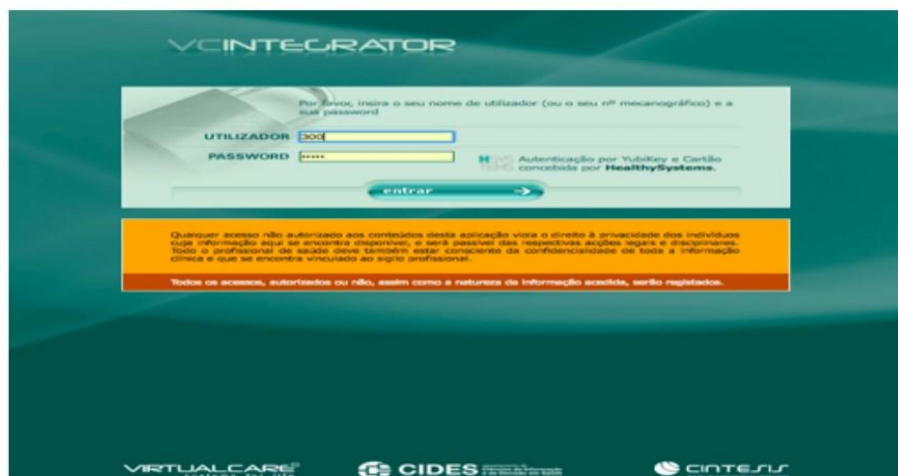 VCINTEGRATOR
Por favor, insira o seu nome de utilizador (ou o seu nº mecanográfico) e a
sua password
UTILIZADOR 300
PASSWORD •••••
Autenticação por YubiKey e Cartão
concebida por HealthySystems.
entrar
Qualquer acesso não autorizado aos conteúdos desta aplicação viola o direito à privacidade dos indivíduos
cuja informação aqui se encontra disponível, e será passível das respectivas acções legais e disciplinares.
Todo o profissional de saúde deve também estar consciente da confidencialidade de toda a informação
clínica e que se encontra vinculado ao sigilo profissional.
Todos os acessos, autorizados ou não, assim como a natureza da informação acedida, serão registados.
VIRTUALCARE CIDES CINTESIS